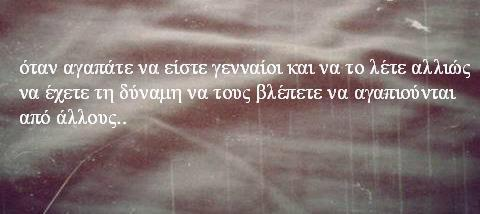 όταν αγαπάτε να είστε γενναίοι και να το λέτε αλλιώς
να έχετε τη δύναμη να τους βλέπετε να αγαπιούνται
από άλλους..